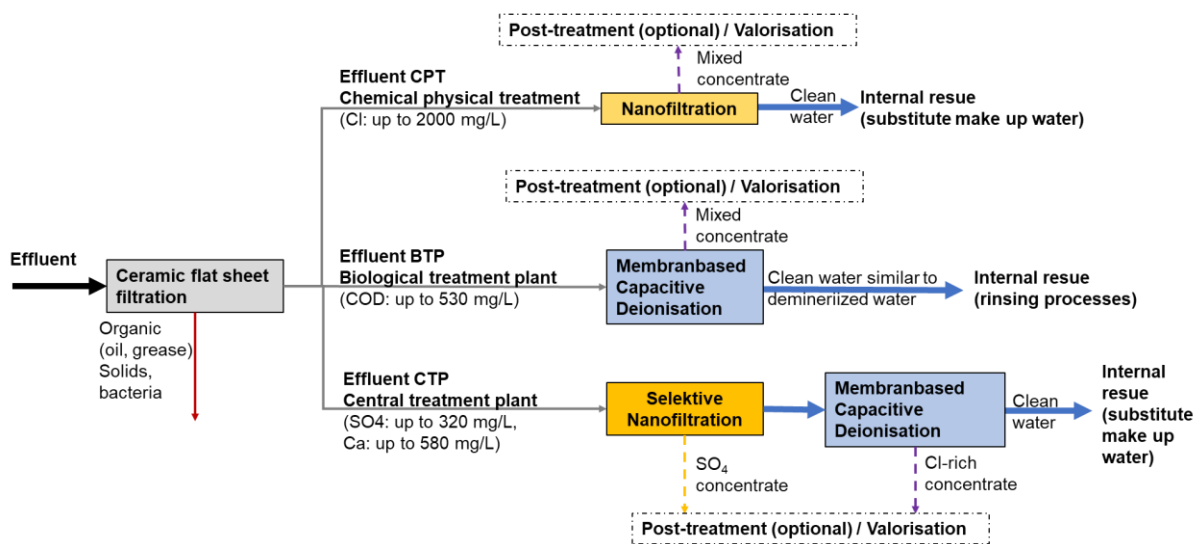 Post-treatment (optional) / Valorisation
Mixed
concentrate
Effluent CPT
Chemical physical treatment
(Cl: up to 2000 mg/L)
Nanofiltration
Clean
water
Internal resue
(substitute make up water)
Post-treatment (optional) / Valorisation
Mixed
concentrate
Effluent
Ceramic flat sheet
filtration
Organic
(oil, grease)
Solids,
bacteria
Effluent BTP
Biological treatment plant
(COD: up to 530 mg/L)
Membranbased
Capacitive
Deionisation
Clean water similar to
deminerilized water
Internal resue
(rinsing processes)
Effluent CTP
Central treatment plant
(SO4: up to 320 mg/L,
Ca: up to 580 mg/L)
Selektive
Nanofiltration
Membranbased
Capacitive
Deionisation
Clean
water
Internal
resue
(substitute
make up
water)
SO4
concentrate
Cl-rich
concentrate
Post-treatment (optional) / Valorisation